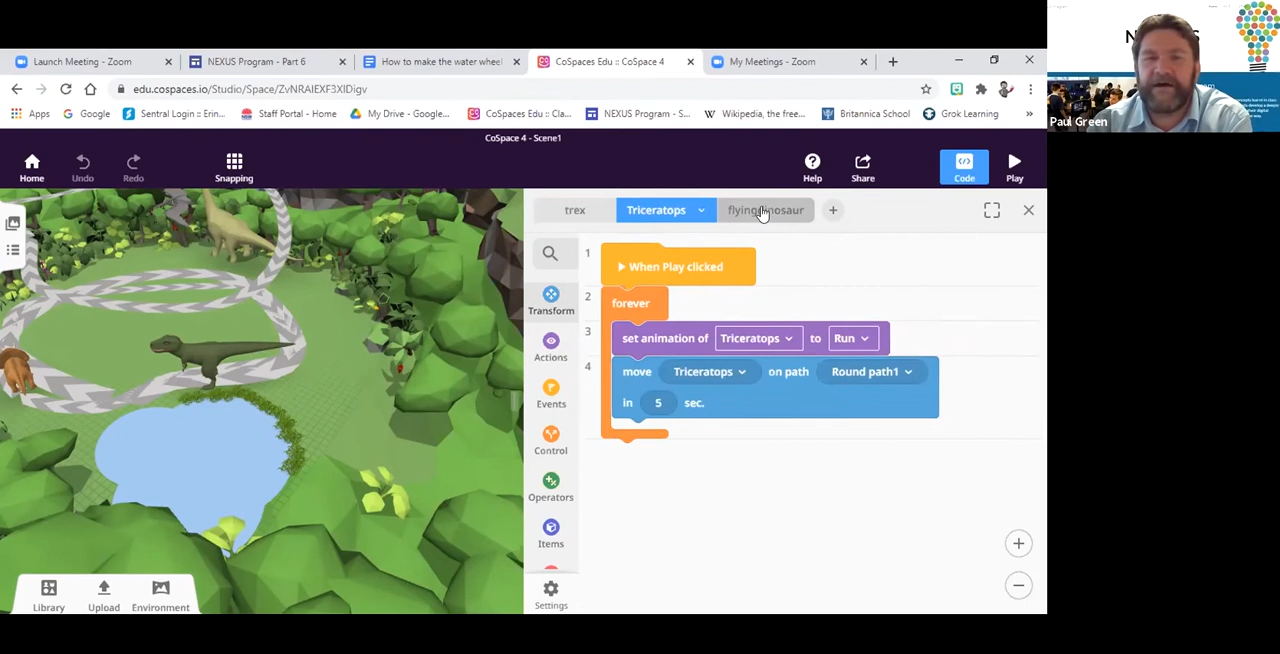 Launch Meeting - Zoom
NEXUS Program - Part 6
How to make the water whee
CoSpaces Edu :: CoSpace 4
My Meetings - Zoom
edu.cospaces.io/Studio/Space/ZvNRAIEXF3XIDigv
Apps
Google
Sentral Login :: Erin...
Staff Portal - Home
My Drive - Google...
CoSpaces Edu :: Cla...
NEXUS Program - S...
Wikipedia, the free...
Britannica School
Grok Learning
»
Paul Green
CoSpace 4 - Scene1
Home
Undo
Redo
Snapping
Help
Share
Code
Play
trex
Triceratops
flyingdinosaur
+
Transform
Actions
Events
Control
Operators
Items
Settings
1
When Play clicked
2
forever
3
set animation of Triceratops to Run
4
move Triceratops on path Round path1
in 5 sec.
Library
Upload
Environment